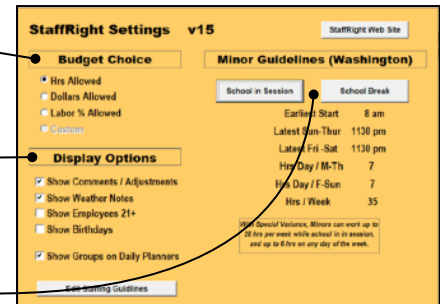 StaffRight Settings v15
StaffRight Web Site
Budget Choice
Hrs Allowed
Dollars Allowed
Labor % Allowed
Custom
Display Options
Show Comments / Adjustments
Show Weather Notes
Show Employees 21+
Show Birthdays
Show Groups on Daily Planners
Edit Staffing Guidlines
Minor Guidelines (Washington)
School in Session
School Break
Earliest Start 8 am
Latest Sun-Thur 1130 pm
Latest Fri -Sat 1130 pm
Hrs Day / M-Th 7
Hrs Day / F-Sun 7
Hrs / Week 35
With Special Variance, Minors can work up to
28 hrs per week while school in in session,
and up to 6 hrs on any day of the week.